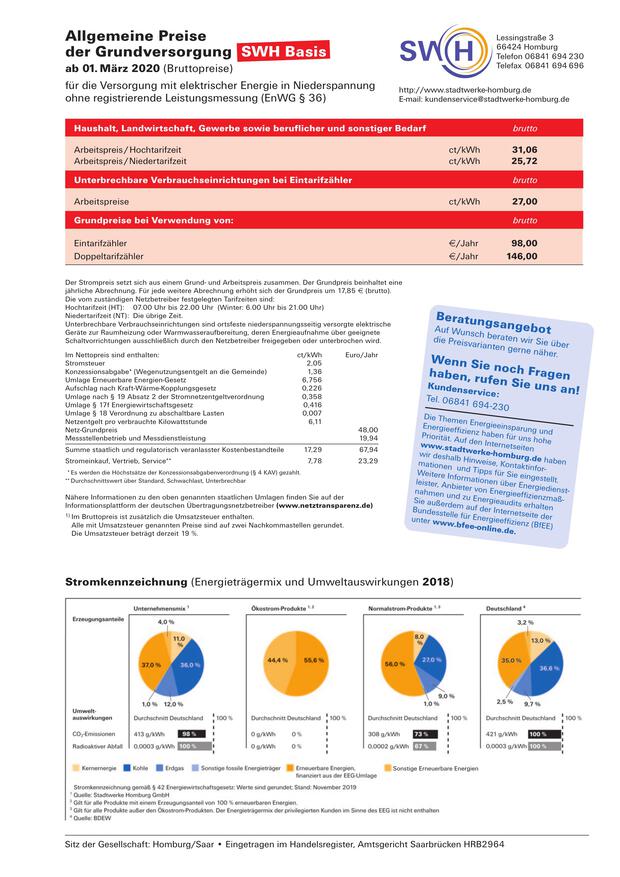 Allgemeine Preise
der Grundversorgung SWH Basis
ab 01. März 2020 (Bruttopreise)
für die Versorgung mit elektrischer Energie in Niederspannung
ohne registrierende Leistungsmessung (EnWG § 36)
SWH
Lessingstraße 3
66424 Homburg
Telefon 06841 694 230
Telefax 06841 694 696
http://www.stadtwerke-homburg.de
E-mail: kundenservice@stadtwerke-homburg.de
Haushalt, Landwirtschaft, Gewerbe sowie beruflicher und sonstiger Bedarf brutto
Arbeitspreis/Hochtarifzeit ct/kWh 31,06
Arbeitspreis/Niedertarifzeit ct/kWh 25,72
Unterbrechbare Verbrauchseinrichtungen bei Eintarifzähler brutto
Arbeitspreise ct/kWh 27,00
Grundpreise bei Verwendung von: brutto
Eintarifzähler €/Jahr 98,00
Doppeltarifzähler €/Jahr 146,00
Der Strompreis setzt sich aus einem Grund- und Arbeitspreis zusammen. Der Grundpreis beinhaltet eine
jährliche Abrechnung. Für jede weitere Abrechnung erhöht sich der Grundpreis um 17,85 € (brutto).
Die vom zuständigen Netzbetreiber festgelegten Tarifzeiten sind:
Hochtarifzeit (HT): 07.00 Uhr bis 22.00 Uhr (Winter: 6.00 Uhr bis 21.00 Uhr)
Niedertarifzeit (NT): Die übrige Zeit.
Unterbrechbare Verbrauchseinrichtungen sind ortsfeste niederspannungsseitig versorgte elektrische
Geräte zur Raumheizung oder Warmwasseraufbereitung, deren Energieaufnahme über geeignete
Schaltvorrichtungen ausschließlich durch den Netzbetreiber freigegeben oder unterbrochen wird.
Im Nettopreis sind enthalten: ct/kWh Euro/Jahr
Stromsteuer 2,05
Konzessionsabgabe* (Wegenutzungsentgelt an die Gemeinde) 1,36
Umlage Erneuerbare Energien-Gesetz 6,756
Aufschlag nach Kraft-Wärme-Kopplungsgesetz 0,226
Umlage nach § 19 Absatz 2 der Stromnetzentgeltverordnung 0,358
Umlage § 17f Energiewirtschaftsgesetz 0,416
Umlage § 18 Verordnung zu abschaltbare Lasten 0,007
Netzentgelt pro verbrauchte Kilowattstunde 6,11
Netz-Grundpreis 48,00
Messstellenbetrieb und Messdienstleistung 19,94
Summe staatlich und regulatorisch veranlasster Kostenbestandteile 17,29 67,94
Stromeinkauf, Vertrieb, Service** 7,78 23,29
* Es werden die Höchstsätze der Konzessionsabgabenverordnung (§ 4 KAV) gezahlt.
** Durchschnittswert über Standard, Schwachlast, Unterbrechbar
Nähere Informationen zu den oben genannten staatlichen Umlagen finden Sie auf der
Informationsplattform der deutschen Übertragungsnetzbetreiber (www.netztransparenz.de)
1) Im Bruttopreis ist zusätzlich die Umsatzsteuer enthalten.
Alle mit Umsatzsteuer genannten Preise sind auf zwei Nachkommastellen gerundet.
Die Umsatzsteuer beträgt derzeit 19 %.
Beratungsangebot
Auf Wunsch beraten wir Sie über
die Preisvarianten gerne näher.
Wenn Sie noch Fragen
haben, rufen Sie uns an!
Kundenservice:
Tel. 06841 694-230
Die Themen Energieeinsparung und
Energieeffizienz haben für uns hohe
Priorität. Auf den Internetseiten
www.stadtwerke-homburg.de haben
wir deshalb Hinweise, Kontaktinfor-
mationen und Tipps für Sie eingestellt.
Weitere Informationen über Energiedienst-
leister, Anbieter von Energieeffizienzmaß-
nahmen und zu Energieaudits erhalten
Sie außerdem auf der Internetseite der
Bundesstelle für Energieeffizienz (BfEE)
unter www.bfee-online.de.
Stromkennzeichnung (Energieträgermix und Umweltauswirkungen 2018)
Unternehmensmix 1 Ökostrom-Produkte 1, 2 Normalstrom-Produkte 1, 3 Deutschland 4
Erzeugungsanteile
4,0 % 11,0 % 36,0 % 12,0 % 1,0 % 37,0 %
44,4 % 55,6 %
8,0 % 27,0 % 9,0 % 1,0 % 56,0 %
3,2 % 13,0 % 36,6 % 9,7 % 2,5 % 35,0 %
Umwelt-
auswirkungen Durchschnitt Deutschland 100 % Durchschnitt Deutschland 100 % Durchschnitt Deutschland 100 % Durchschnitt Deutschland 100 %
CO2-Emissionen 413 g/kWh 98 % 0 g/kWh 0 % 308 g/kWh 73 % 421 g/kWh 100 %
Radioaktiver Abfall 0,0003 g/kWh 100 % 0 g/kWh 0 % 0,0002 g/kWh 67 % 0,0003 g/kWh 100 %
Kernenergie Kohle Erdgas Sonstige fossile Energieträger Erneuerbare Energien, Sonstige Erneuerbare Energien
finanziert aus der EEG-Umlage
Stromkennzeichnung gemäß § 42 Energiewirtschaftsgesetz: Werte sind gerundet; Stand: November 2019
1 Quelle: Stadtwerke Homburg GmbH
2 Gilt für alle Produkte mit einem Erzeugungsanteil von 100 % erneuerbaren Energien.
3 Gilt für alle Produkte außer den Ökostrom-Produkten. Der Energieträgermix der privilegierten Kunden im Sinne des EEG ist nicht enthalten
4 Quelle: BDEW
Sitz der Gesellschaft: Homburg/Saar • Eingetragen im Handelsregister, Amtsgericht Saarbrücken HRB2964